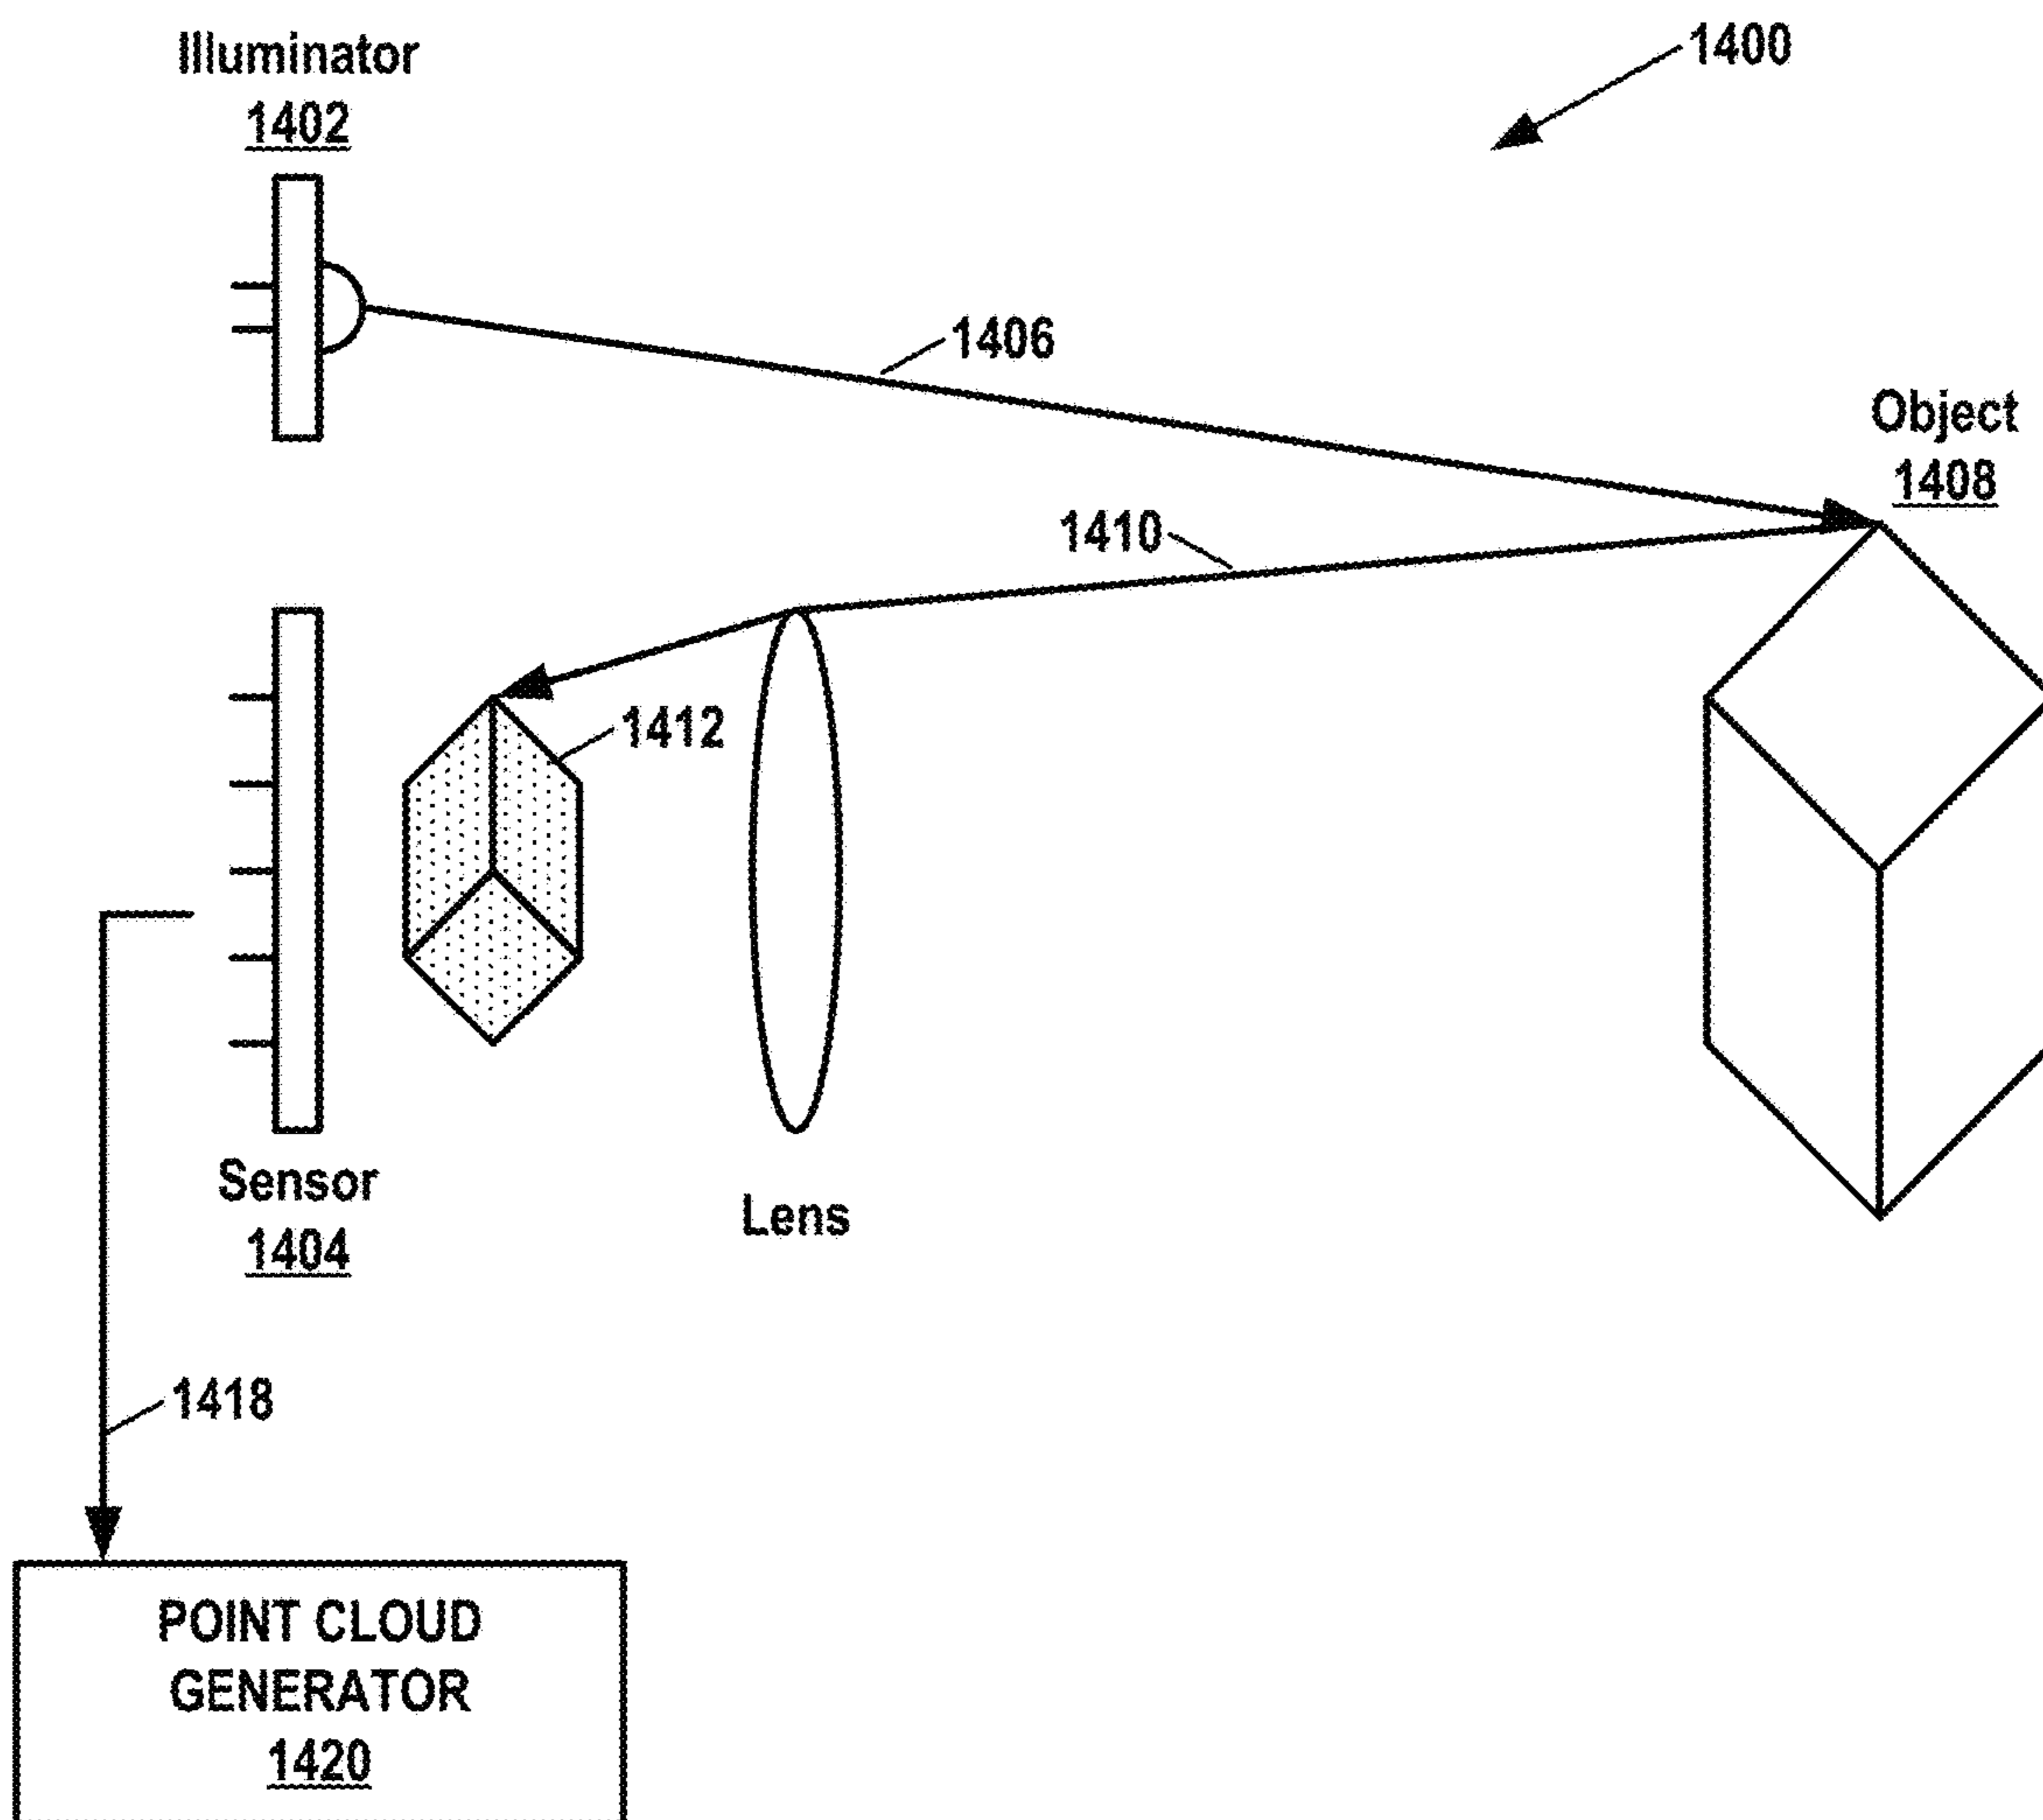 Illuminator
1402
1400
1406
Object
1408
1410
1412
Sensor
1404
Lens
1418
POINT CLOUD
GENERATOR
1420